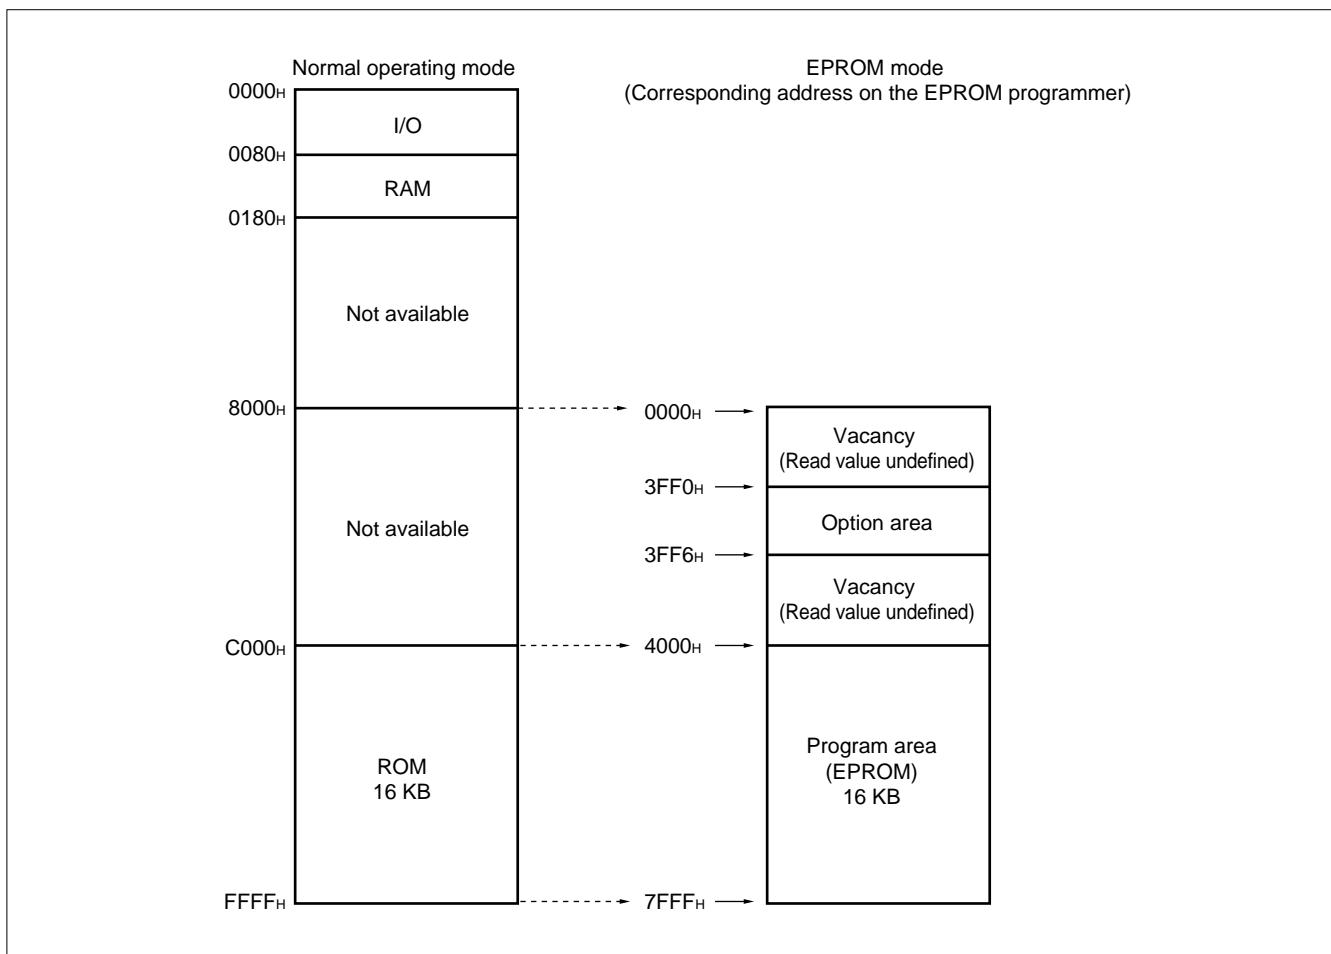 Normal operating mode
0000H
I/O
0080H
RAM
0180H
Not available
8000H
Not available
C000H
ROM
16 KB
FFFFH
EPROM mode
(Corresponding address on the EPROM programmer)
0000H
Vacancy
(Read value undefined)
3FF0H
Option area
3FF6H
Vacancy
(Read value undefined)
4000H
Program area
(EPROM)
16 KB
7FFFH